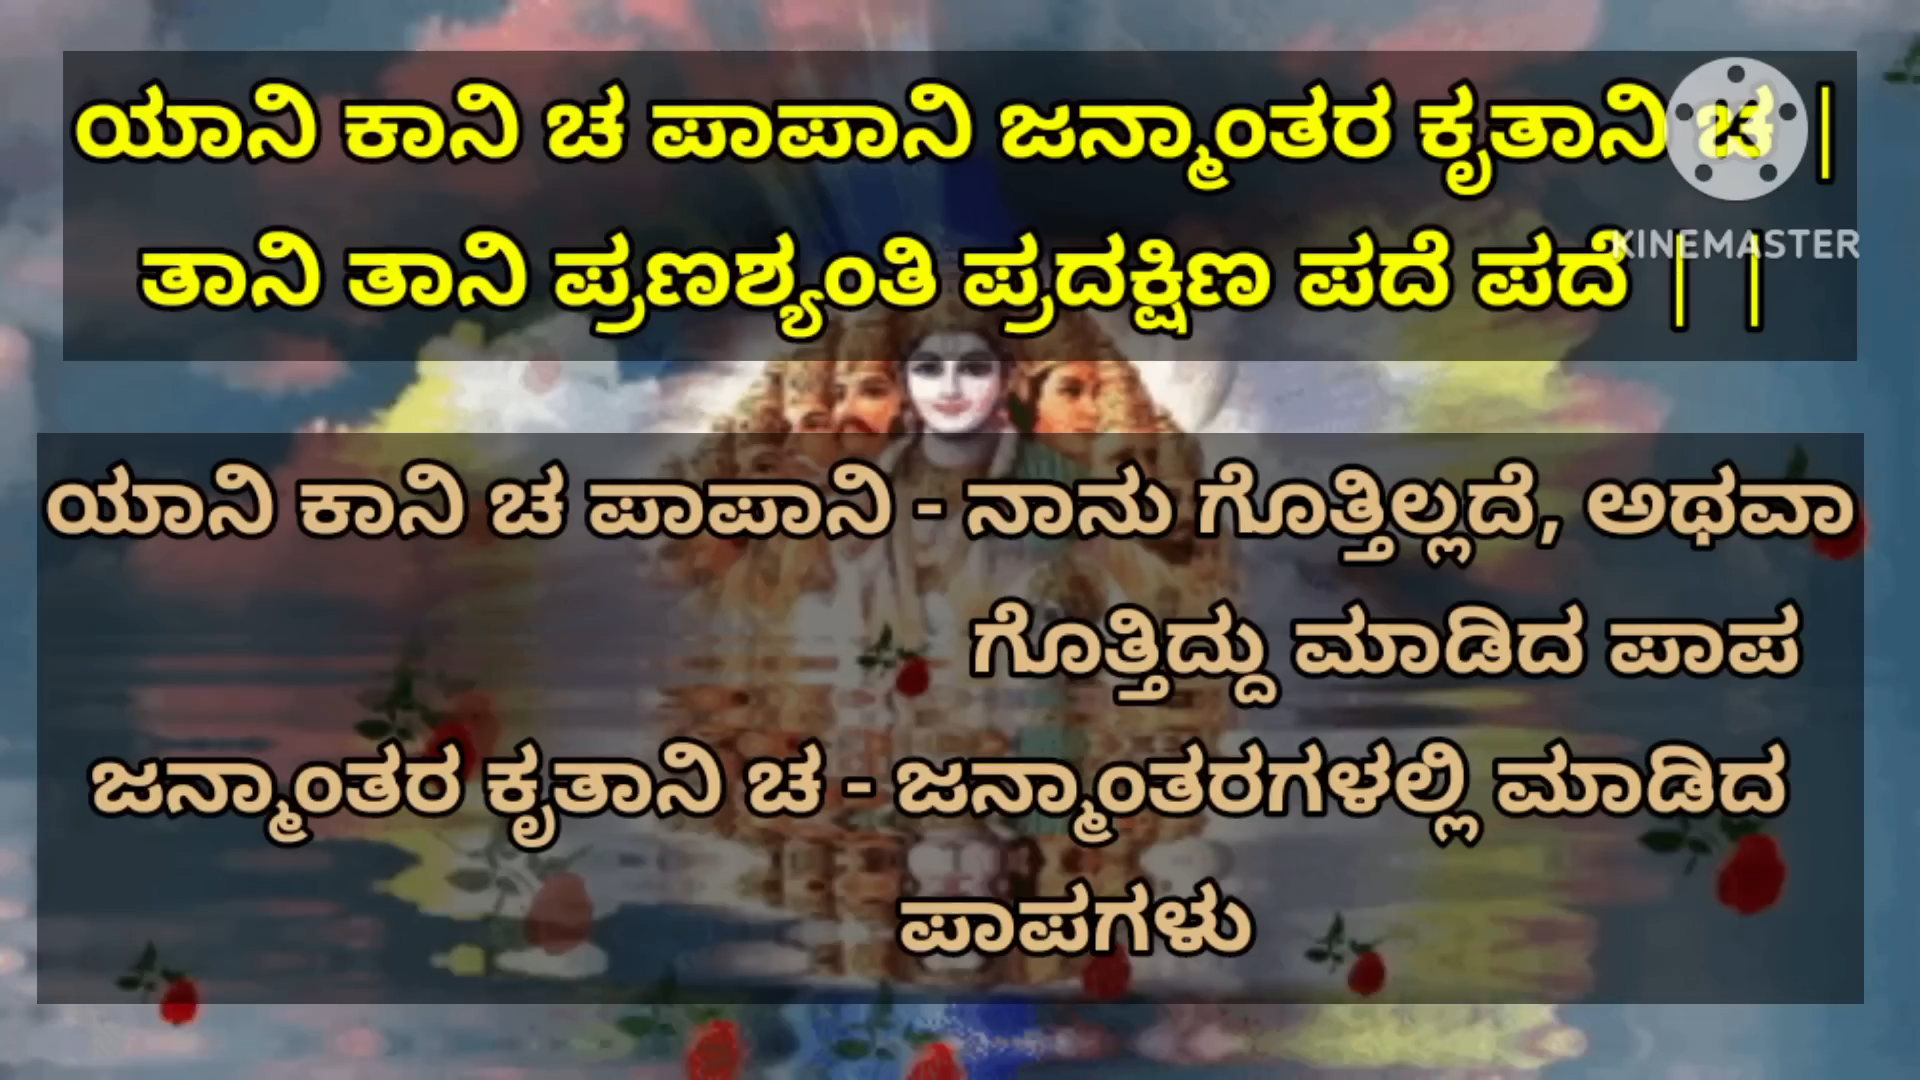 ಯಾನಿ ಕಾನಿ ಚ ಪಾಪಾನಿ ಜನ್ಮಾಂತರ ಕೃತಾನಿ ಚ |
ತಾನಿ ತಾನಿ ಪ್ರಣಶ್ಯಂತಿ ಪ್ರದಕ್ಷಿಣ ಪದೆ ಪದೆ | |
KINEMASTER
ಯಾನಿ ಕಾನಿ ಚ ಪಾಪಾನಿ - ನಾನು ಗೊತ್ತಿಲ್ಲದೆ, ಅಥವಾ
ಗೊತ್ತಿದ್ದು ಮಾಡಿದ ಪಾಪ
ಜನ್ಮಾಂತರ ಕೃತಾನಿ ಚ - ಜನ್ಮಾಂತರಗಳಲ್ಲಿ ಮಾಡಿದ
ಪಾಪಗಳು